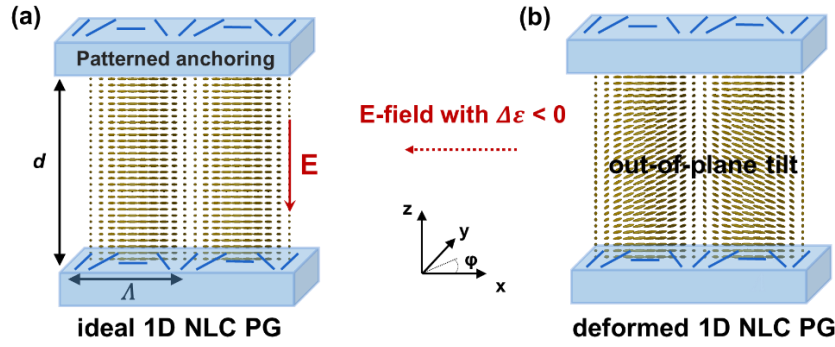 (a)
Patterned anchoring
d
E
Λ
ideal 1D NLC PG
E-field with Δε < 0
z
y
φ
x
(b)
out-of-plane tilt
deformed 1D NLC PG